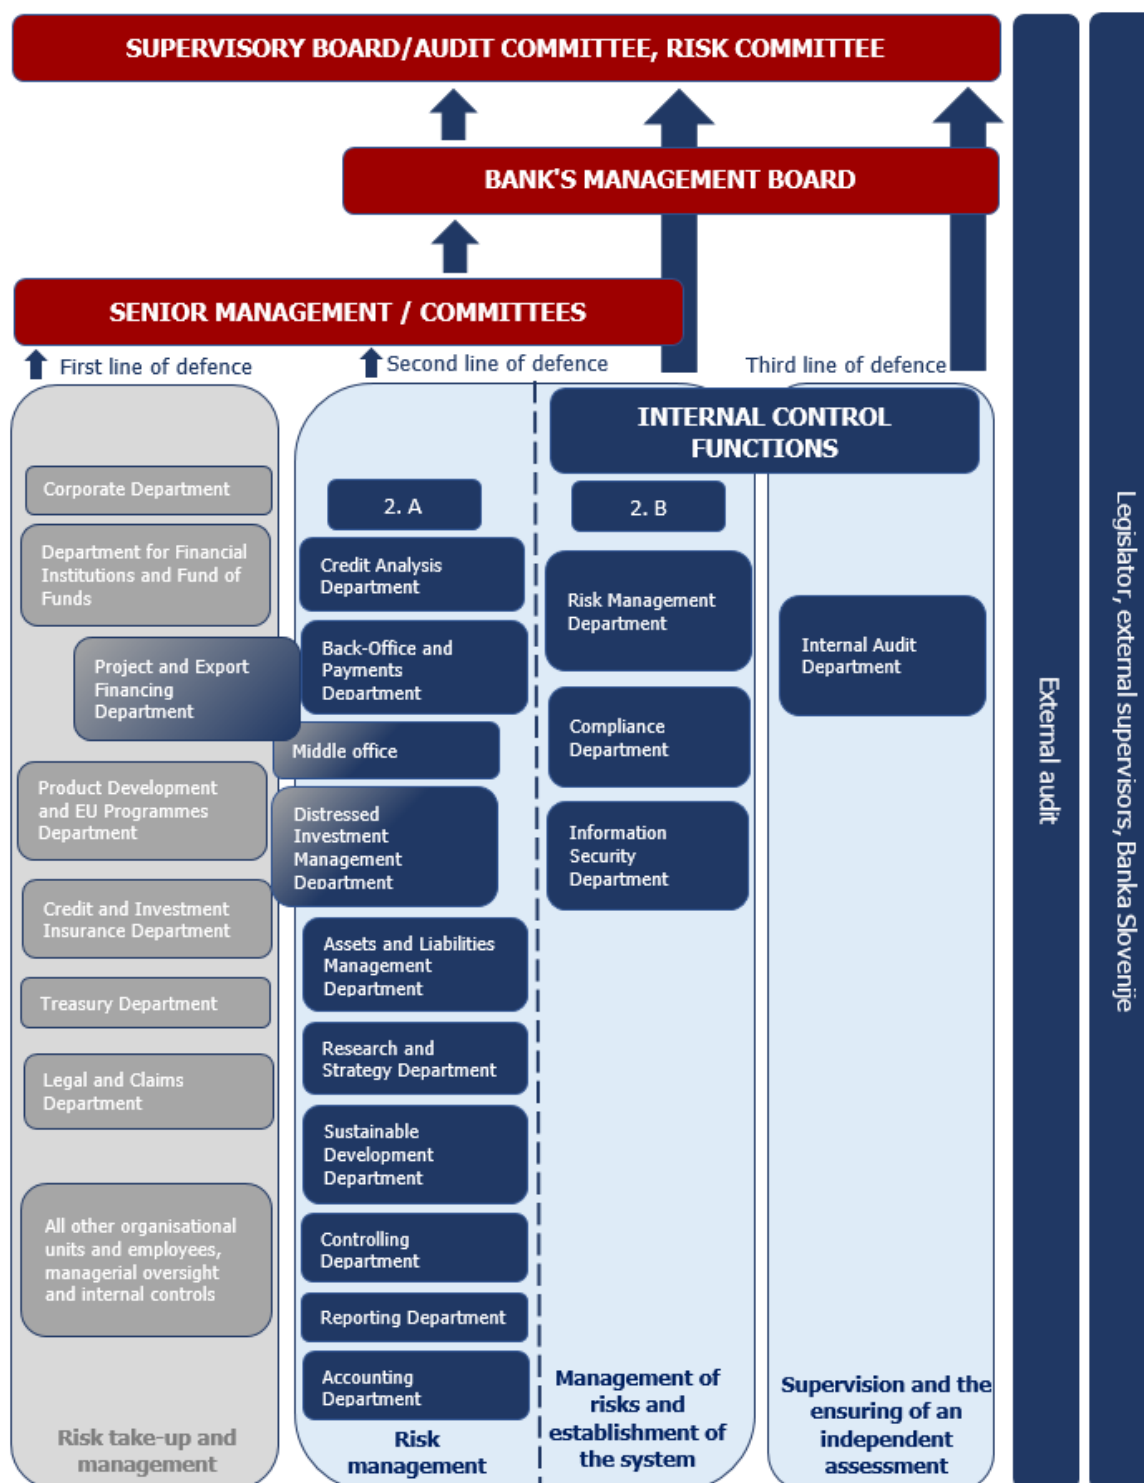 SUPERVISORY BOARD/AUDIT COMMITTEE, RISK COMMITTEE
BANK'S MANAGEMENT BOARD
SENIOR MANAGEMENT / COMMITTEES
First line of defence
Second line of defence
Third line of defence
INTERNAL CONTROL
FUNCTIONS
Corporate Department
Department for Financial
Institutions and Fund of
Funds
Project and Export
Financing
Department
Product Development
and EU Programmes
Department
Credit and Investment
Insurance Department
Treasury Department
Legal and Claims
Department
All other organisational
units and employees,
managerial oversight
and internal controls
Risk take-up and
management
2. A
Credit Analysis
Department
Back-Office and
Payments
Department
Middle office
Distressed
Investment
Management
Department
Assets and Liabilities
Management
Department
Research and
Strategy Department
Sustainable
Development
Department
Controlling
Department
Reporting Department
Accounting
Department
Risk
management
2. B
Risk Management
Department
Compliance
Department
Information
Security
Department
Management of
risks and
establishment of
the system
Internal Audit
Department
Supervision and the
ensuring of an
independent
assessment
External audit
Legislator, external supervisors, Banka Slovenije